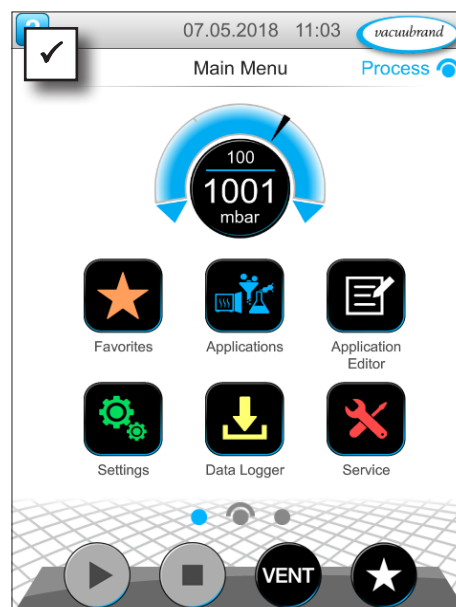 07.05.2018 11:03 vacuubrand
Main Menu Process
100
1001
mbar
Favorites Applications Application
Editor
Settings Data Logger Service
VENT